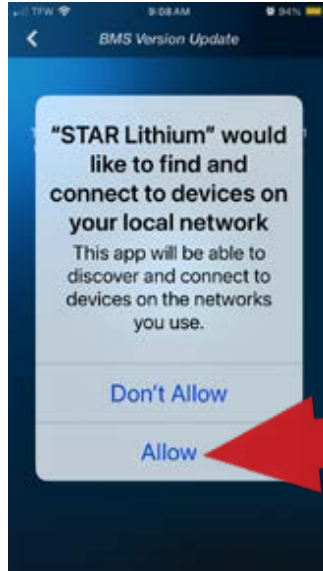 TFW 9:08 AM 94%
BMS Version Update
“STAR Lithium” would
like to find and
connect to devices on
your local network
This app will be able to
discover and connect to
devices on the networks
you use.
Don’t Allow
Allow